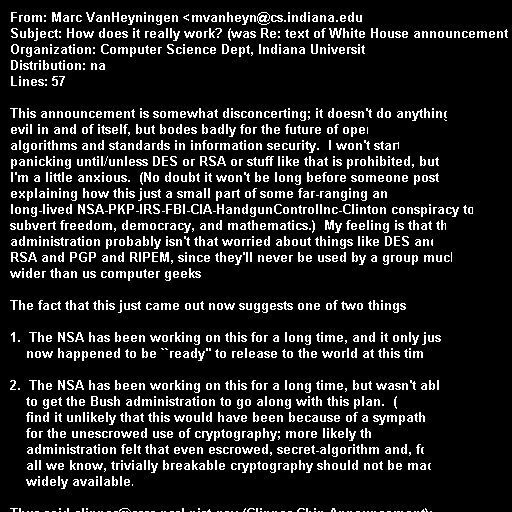 From: Marc VanHeyningen <mvanheyn@cs.indiana.edu
Subject: How does it really work? (was Re: text of White House announcement
Organization: Computer Science Dept, Indiana Universit
Distribution: na
Lines: 57
This announcement is somewhat disconcerting; it doesn't do anything
evil in and of itself, but bodes badly for the future of oper
algorithms and standards in information security.  I won't start
panicking until/unless DES or RSA or stuff like that is prohibited, but
I'm a little anxious.  (No doubt it won't be long before someone post
explaining how this just a small part of some far-ranging an
long-lived NSA-PKP-IRS-FBI-CIA-HandgunControlInc-Clinton conspiracy to
subvert freedom, democracy, and mathematics.)  My feeling is that th
administration probably isn't that worried about things like DES and
RSA and PGP and RIPEM, since they'll never be used by a group much
wider than us computer geeks
The fact that this just came out now suggests one of two things
1.  The NSA has been working on this for a long time, and it only jus
now happened to be ``ready'' to release to the world at this tim
2.  The NSA has been working on this for a long time, but wasn't abl
to get the Bush administration to go along with this plan.  (
find it unlikely that this would have been because of a sympath
for the unescrowed use of cryptography; more likely th
administration felt that even escrowed, secret-algorithm and, fo
all we know, trivially breakable cryptography should not be mad
widely available.